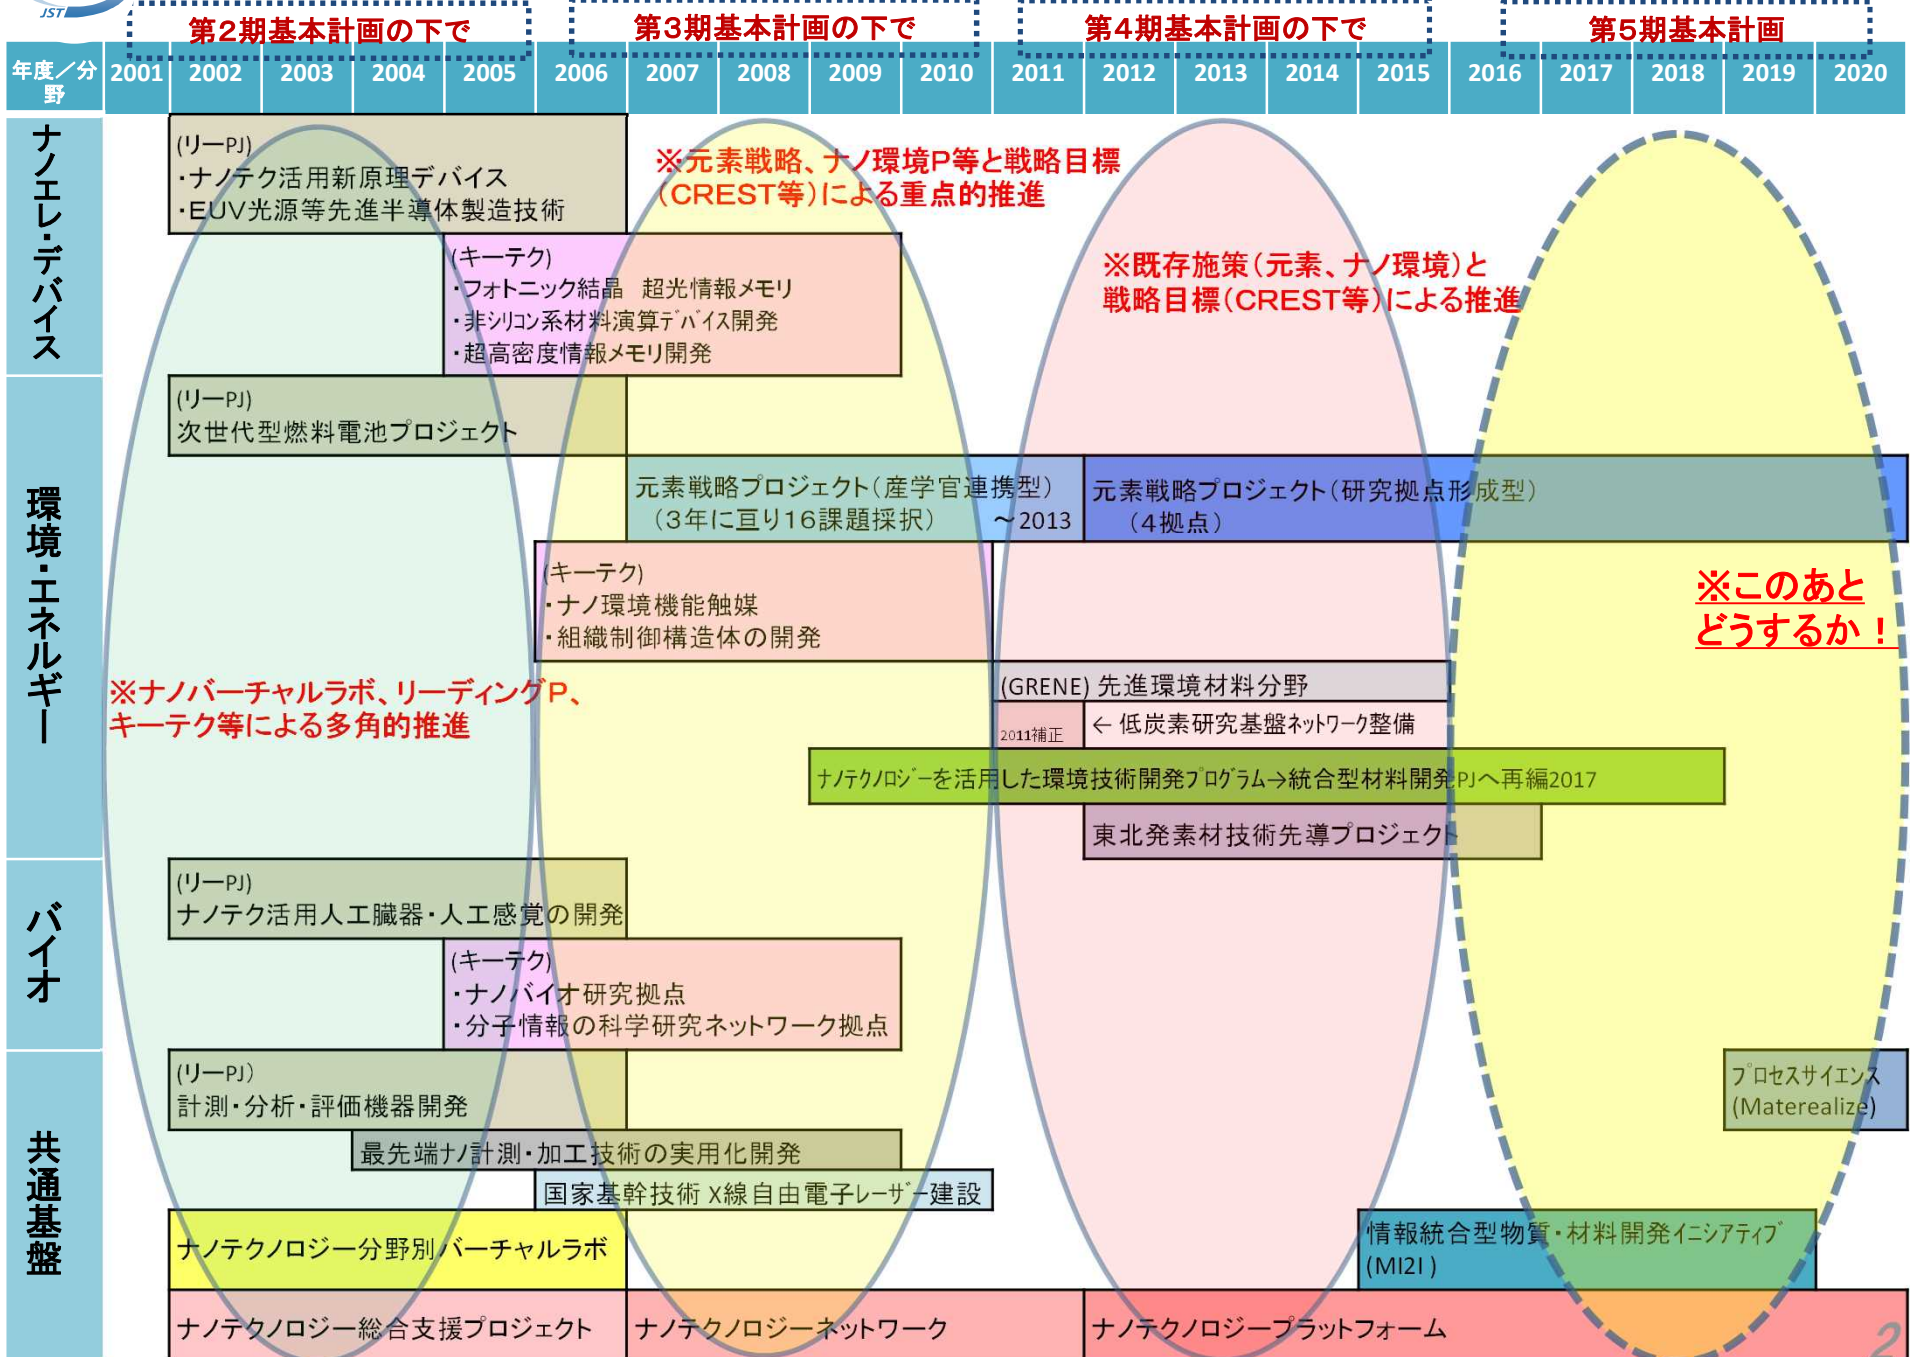 JST
第2期基本計画の下で
第3期基本計画の下で
第4期基本計画の下で
第5期基本計画
年度／分
野
2001 2002 2003 2004 2005 2006 2007 2008 2009 2010 2011 2012 2013 2014 2015 2016 2017 2018 2019 2020
ナノエレ・デバイス
(リーPJ)
・ナノテク活用新原理デバイス
・EUV光源等先進半導体製造技術
※元素戦略、ナノ環境P等と戦略目標
(CREST等)による重点的推進
(キーテク)
・フォトニック結晶　超光情報メモリ
・非シリコン系材料演算デバイス開発
・超高密度情報メモリ開発
※既存施策(元素、ナノ環境)と
戦略目標(CREST等)による推進
環境・エネルギー
(リーPJ)
次世代型燃料電池プロジェクト
元素戦略プロジェクト(産学官連携型)
(3年に亘り16課題採択)　～2013
元素戦略プロジェクト(研究拠点形成型)
(4拠点)
(キーテク)
・ナノ環境機能触媒
・組織制御構造体の開発
※このあと
どうするか！
※ナノバーチャルラボ、リーディングP、
キーテク等による多角的推進
(GRENE) 先進環境材料分野
2011補正
← 低炭素研究基盤ネットワーク整備
ナノテクノロジーを活用した環境技術開発プログラム→統合型材料開発PJへ再編2017
東北発素材技術先導プロジェクト
バイオ
(リーPJ)
ナノテク活用人工臓器・人工感覚の開発
(キーテク)
・ナノバイオ研究拠点
・分子情報の科学研究ネットワーク拠点
共通基盤
(リーPJ)
計測・分析・評価機器開発
プロセスサイエンス
(Materealize)
最先端ナノ計測・加工技術の実用化開発
国家基幹技術 X線自由電子レーザー建設
ナノテクノロジー分野別バーチャルラボ
情報統合型物質・材料開発イニシアティブ
(MI2I )
ナノテクノロジー総合支援プロジェクト
ナノテクノロジーネットワーク
ナノテクノロジープラットフォーム
2